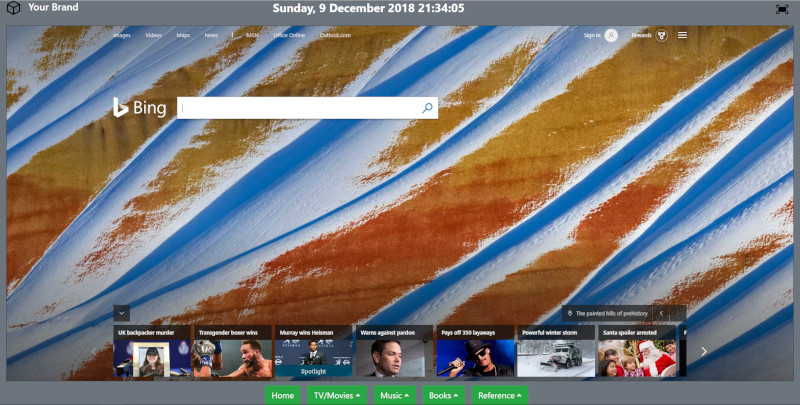 Your Brand
Sunday, 9 December 2018 21:34:05
Images Videos Maps News | MSN Office Online Outlook.com
Sign in Rewards
Bing
The painted hills of prehistory
UK backpacker murder Transgender boxer wins Murray wins Heisman Warns against pardon Pays off 350 layaways Powerful winter storm Santa spoiler arrested
Spotlight
Home TV/Movies Music Books Reference